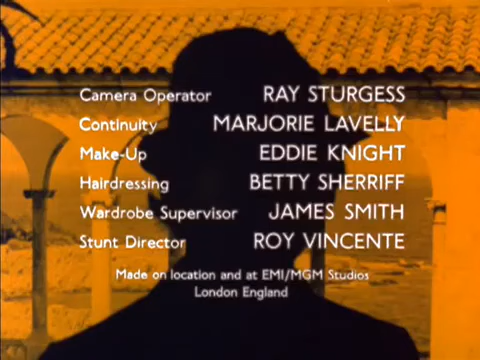 Camera Operator RAY STURGESS
Continuity MARJORIE LAVELLY
Make-Up EDDIE KNIGHT
Hairdressing BETTY SHERRIFF
Wardrobe Supervisor JAMES SMITH
Stunt Director ROY VINCENTE
Made on location and at EMI/MGM Studios
London England